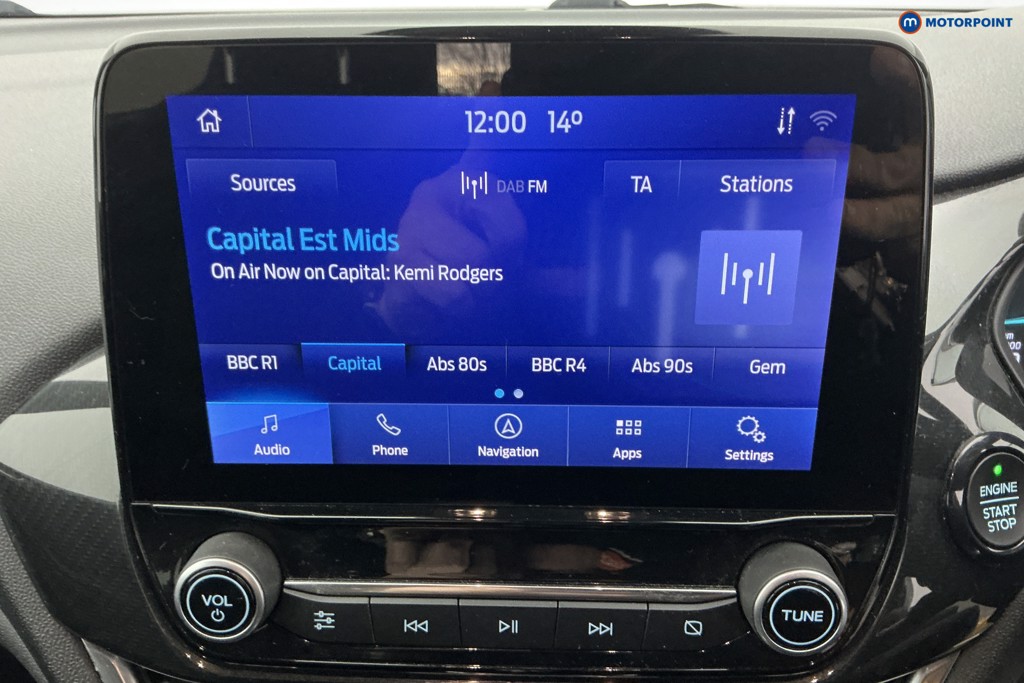 m MOTORPOINT
12:00 14º
Sources DAB FM TA Stations
Capital Est Mids
On Air Now on Capital: Kemi Rodgers
BBC R1 Capital Abs 80s BBC R4 Abs 90s Gem
Audio Phone Navigation Apps Settings
ENGINE
START
STOP
VOL
TUNE